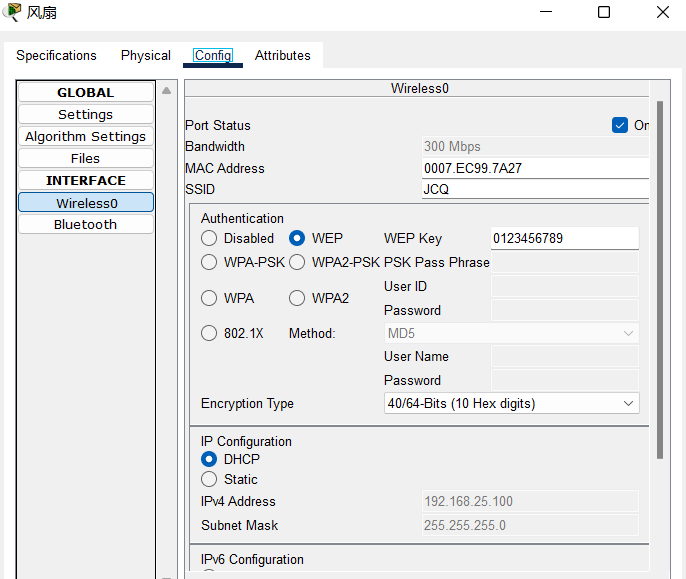 风扇
Specifications Physical Config Attributes
GLOBAL
Settings
Algorithm Settings
Files
INTERFACE
Wireless0
Bluetooth
Wireless0
Port Status On
Bandwidth 300 Mbps
MAC Address 0007.EC99.7A27
SSID JCQ
Authentication
Disabled WEP WEP Key 0123456789
WPA-PSK WPA2-PSK PSK Pass Phrase
User ID
WPA WPA2
Password
802.1X Method: MD5
User Name
Password
Encryption Type 40/64-Bits (10 Hex digits)
IP Configuration
DHCP
Static
IPv4 Address 192.168.25.100
Subnet Mask 255.255.255.0
IPv6 Configuration